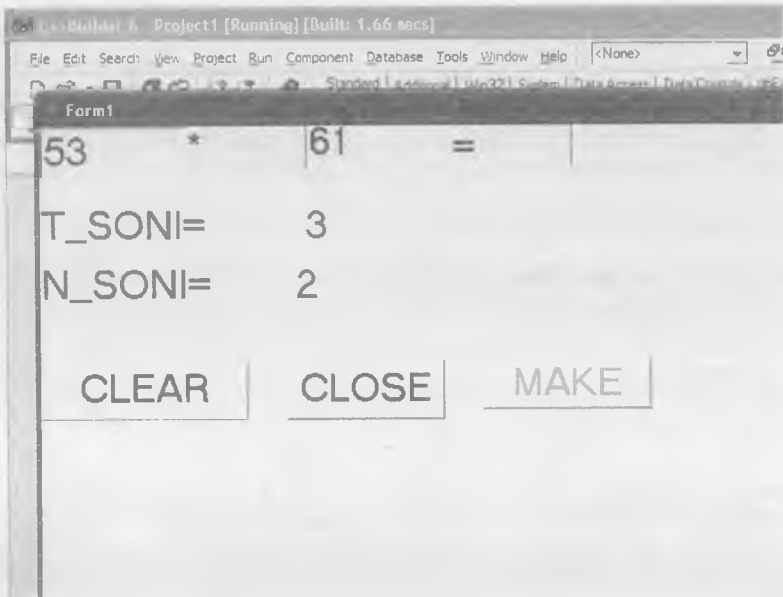 C++Builder 6 Project1 [Running] [Built: 1.66 secs]
File Edit Search View Project Run Component Database Tools Window Help <None>
Standard Additional Win32 System Data Access Data Controls
Form1
53 * 61 =
T_SONI= 3
N_SONI= 2
CLEAR CLOSE MAKE